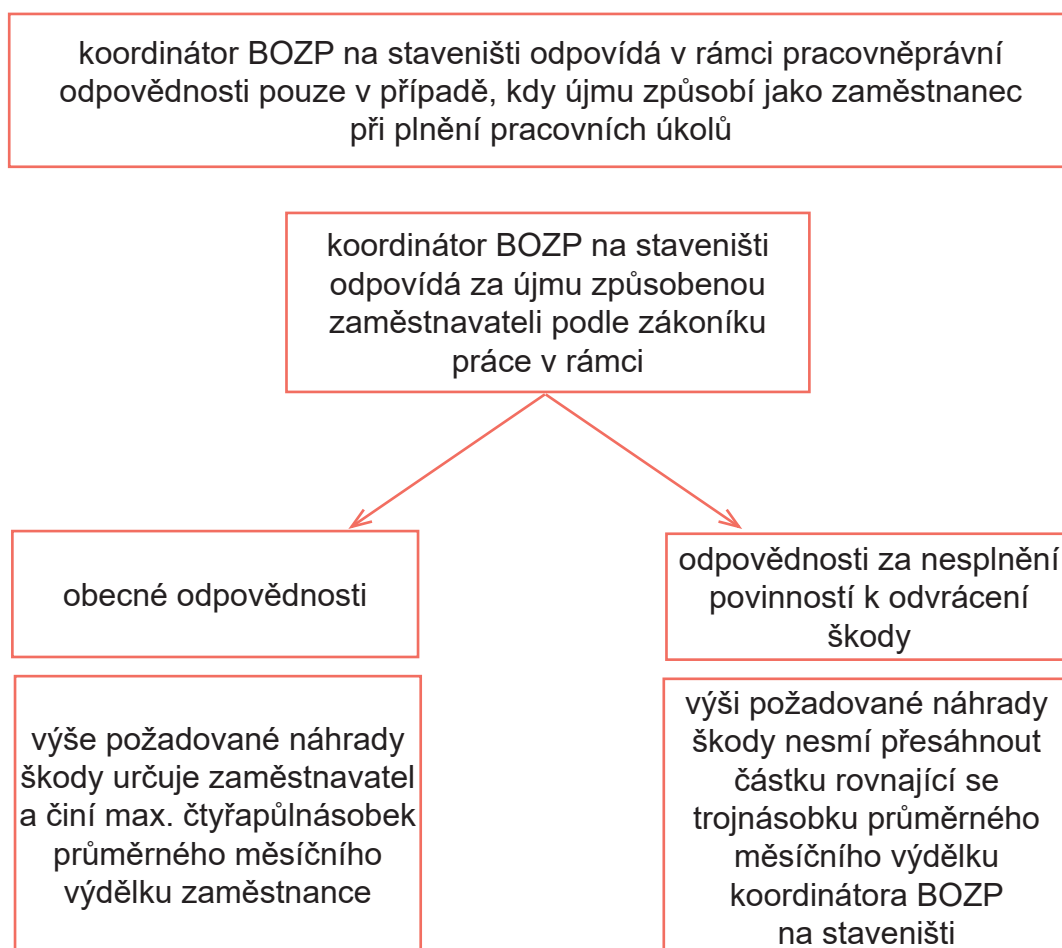 koordinátor BOZP na staveništi odpovídá v rámci pracovněprávní
odpovědnosti pouze v případě, kdy újmu způsobí jako zaměstnanec
při plnění pracovních úkolů
koordinátor BOZP na staveništi
odpovídá za újmu způsobenou
zaměstnavateli podle zákoníku
práce v rámci
obecné odpovědnosti
výše požadované náhrady
škody určuje zaměstnavatel
a činí max. čtyřapůlnásobek
průměrného měsíčního
výdělku zaměstnance
odpovědnosti za nesplnění
povinností k odvrácení
škody
výši požadované náhrady
škody nesmí přesáhnout
částku rovnající se
trojnásobku průměrného
měsíčního výdělku
koordinátora BOZP
na staveništi